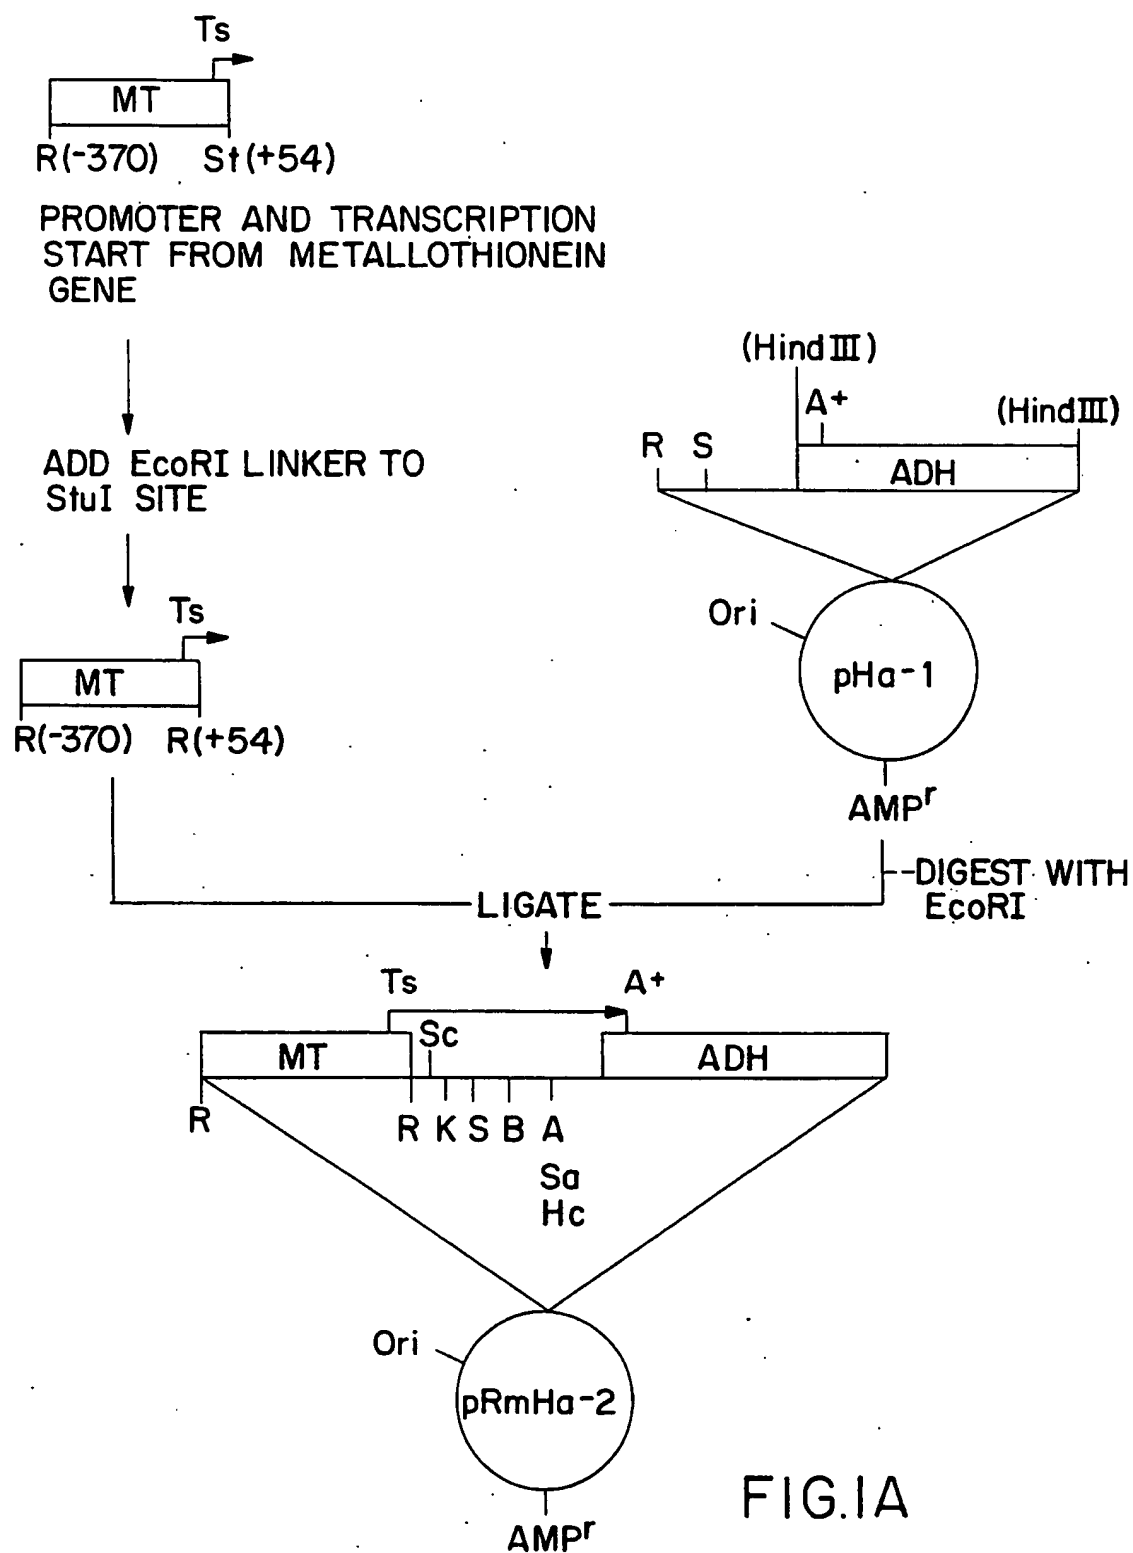 Ts
MT
R(-370) St(+54)
PROMOTER AND TRANSCRIPTION
START FROM METALLOTHIONEIN
GENE
ADD EcoRI LINKER TO
StuI SITE
Ts
MT
R(-370) R(+54)
(Hind III)
A+
(Hind III)
R S
ADH
Ori
pHa-1
AMPr
--DIGEST WITH
EcoRI
LIGATE
Ts
A+
Sc
MT
ADH
R
R K S B A
Sa
Hc
Ori
pRmHa-2
AMPr
FIG.1A